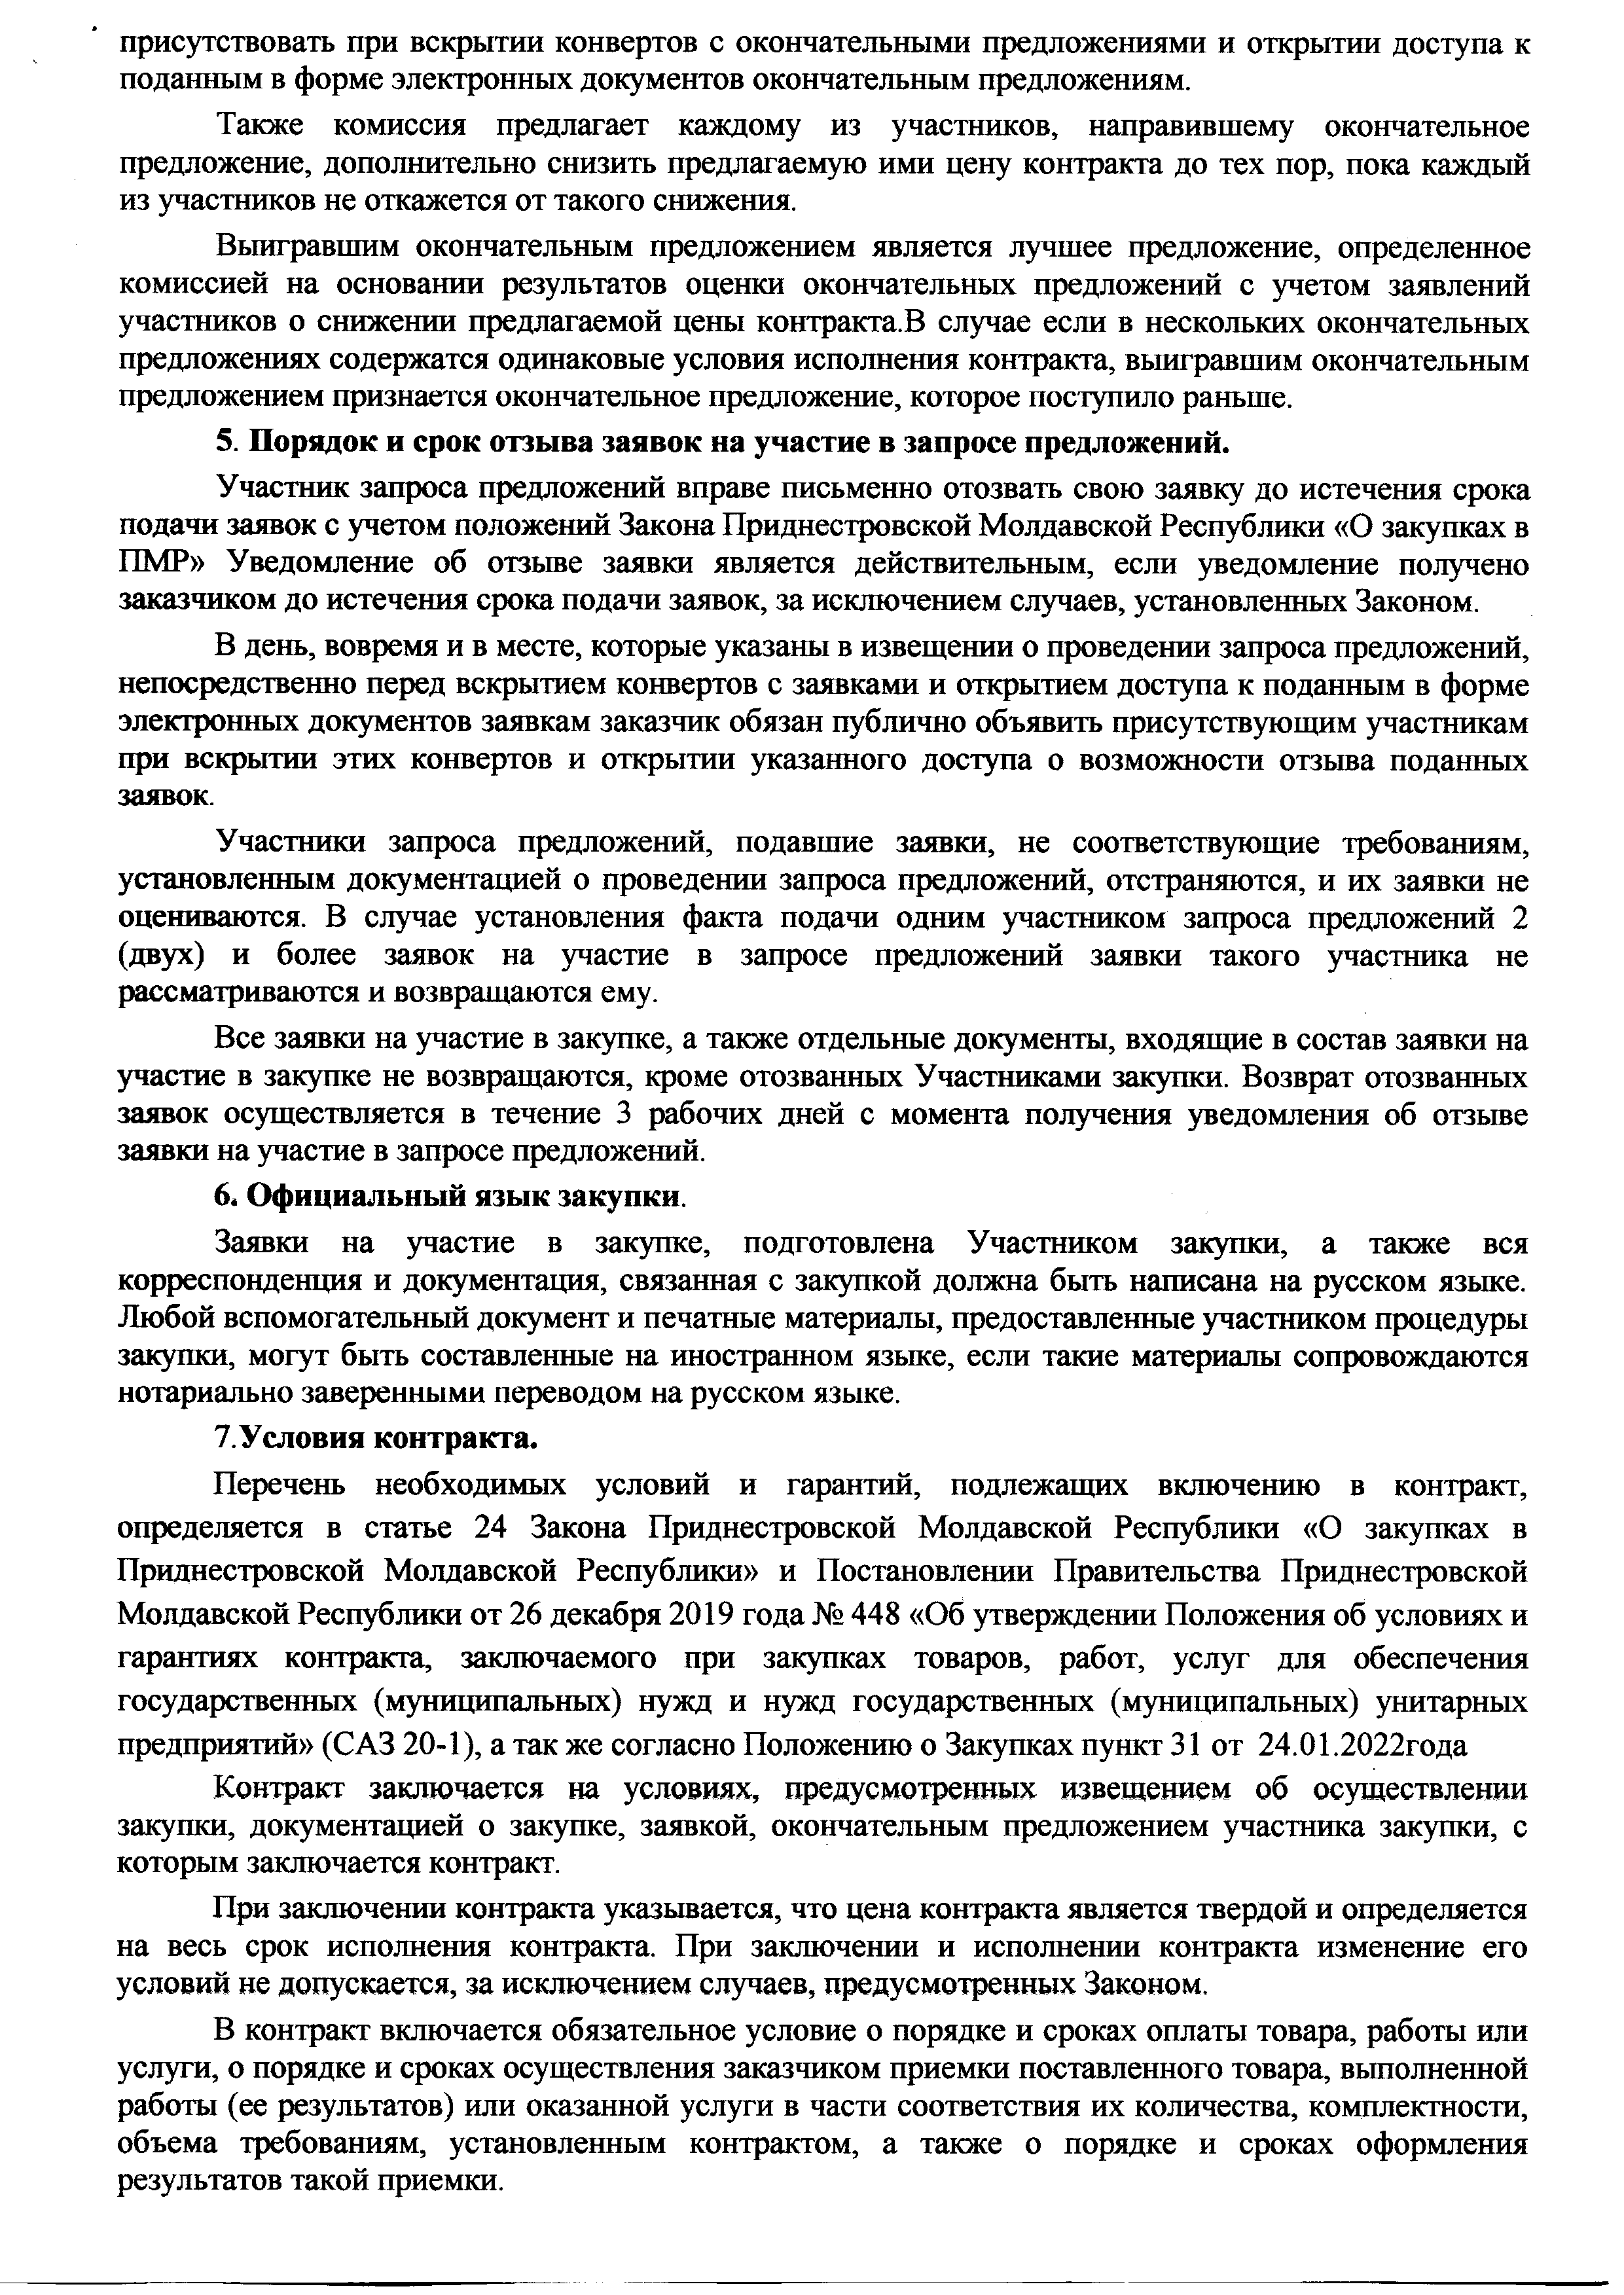 присутствовать при вскрытии конвертов с окончательными предложениями и открытии доступа к
поданным в форме электронных документов окончательным предложениям.
Также комиссия предлагает каждому из участников, направившему окончательное
предложение, дополнительно снизить предлагаемую ими цену контракта до тех пор, пока каждый
из участников не откажется от такого снижения.
Выигравшим окончательным предложением является лучшее предложение, определенное
комиссией на основании результатов оценки окончательных предложений с учетом заявлений
участников о снижении предлагаемой цены контракта.В случае если в нескольких окончательных
предложениях содержатся одинаковые условия исполнения контракта, выигравшим окончательным
предложением признается окончательное предложение, которое поступило раньше.
5. Порядок и срок отзыва заявок на участие в запросе предложений.
Участник запроса предложений вправе письменно отозвать свою заявку до истечения срока
подачи заявок с учетом положений Закона Приднестровской Молдавской Республики «О закупках в
ПМР» Уведомление об отзыве заявки является действительным, если уведомление получено
заказчиком до истечения срока подачи заявок, за исключением случаев, установленных Законом.
В день, вовремя и в месте, которые указаны в извещении о проведении запроса предложений,
непосредственно перед вскрытием конвертов с заявками и открытием доступа к поданным в форме
электронных документов заявкам заказчик обязан публично объявить присутствующим участникам
при вскрытии этих конвертов и открытии указанного доступа о возможности отзыва поданных
заявок.
Участники запроса предложений, подавшие заявки, не соответствующие требованиям,
установленным документацией о проведении запроса предложений, отстраняются, и их заявки не
оцениваются. В случае установления факта подачи одним участником запроса предложений 2
(двух) и более заявок на участие в запросе предложений заявки такого участника не
рассматриваются и возвращаются ему.
Все заявки на участие в закупке, а также отдельные документы, входящие в состав заявки на
участие в закупке не возвращаются, кроме отозванных Участниками закупки. Возврат отозванных
заявок осуществляется в течение 3 рабочих дней с момента получения уведомления об отзыве
заявки на участие в запросе предложений.
6. Официальный язык закупки.
Заявки на участие в закупке, подготовлена Участником закупки, а также вся
корреспонденция и документация, связанная с закупкой должна быть написана на русском языке.
Любой вспомогательный документ и печатные материалы, предоставленные участником процедуры
закупки, могут быть составленные на иностранном языке, если такие материалы сопровождаются
нотариально заверенными переводом на русском языке.
7.Условия контракта.
Перечень необходимых условий и гарантий, подлежащих включению в контракт,
определяется в статье 24 Закона Приднестровской Молдавской Республики «О закупках в
Приднестровской Молдавской Республики» и Постановлении Правительства Приднестровской
Молдавской Республики от 26 декабря 2019 года № 448 «Об утверждении Положения об условиях и
гарантиях контракта, заключаемого при закупках товаров, работ, услуг для обеспечения
государственных (муниципальных) нужд и нужд государственных (муниципальных) унитарных
предприятий» (САЗ 20-1), а так же согласно Положению о Закупках пункт 31 от 24.01.2022года
Контракт заключается на условиях, предусмотренных извещением об осуществлении
закупки, документацией о закупке, заявкой, окончательным предложением участника закупки, с
которым заключается контракт.
При заключении контракта указывается, что цена контракта является твердой и определяется
на весь срок исполнения контракта. При заключении и исполнении контракта изменение его
условий не допускается, за исключением случаев, предусмотренных Законом.
В контракт включается обязательное условие о порядке и сроках оплаты товара, работы или
услуги, о порядке и сроках осуществления заказчиком приемки поставленного товара, выполненной
работы (ее результатов) или оказанной услуги в части соответствия их количества, комплектности,
объема требованиям, установленным контрактом, а также о порядке и сроках оформления
результатов такой приемки.